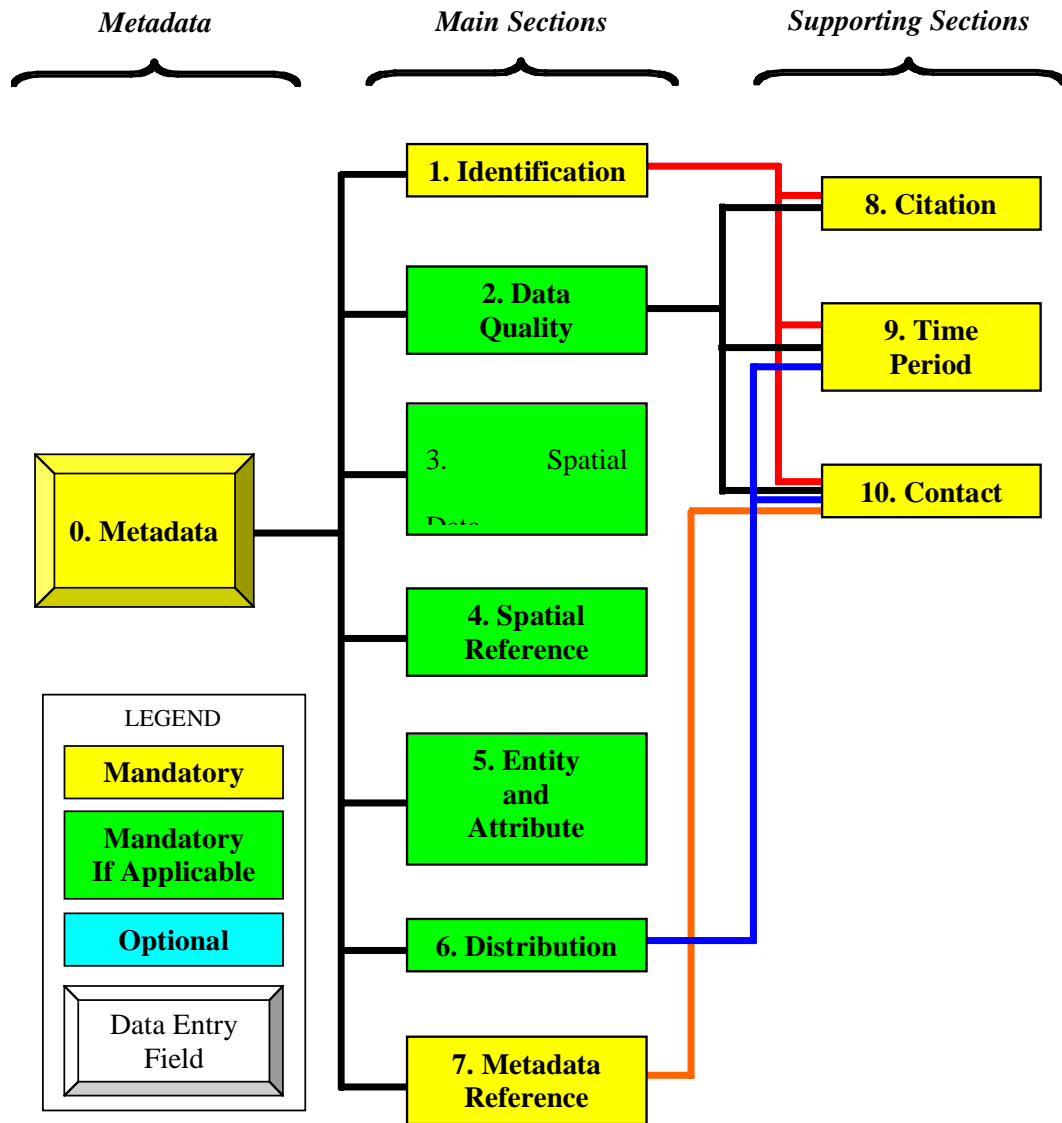 Metadata
Main Sections
Supporting Sections
0. Metadata
1. Identification
2. Data
Quality
3. Spatial
Data
4. Spatial
Reference
5. Entity
and
Attribute
6. Distribution
7. Metadata
Reference
8. Citation
9. Time
Period
10. Contact
LEGEND
Mandatory
Mandatory
If Applicable
Optional
Data Entry
Field